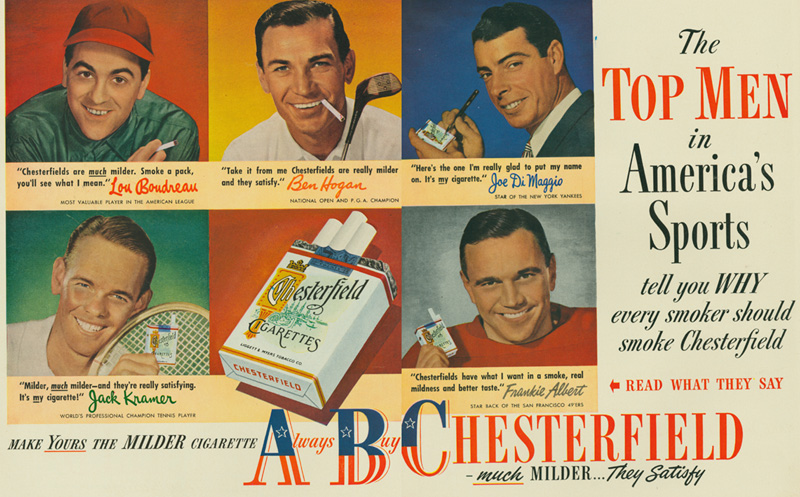 "Chesterfields are much milder. Smoke a pack,
you'll see what I mean." Lou Boudreau
MOST VALUABLE PLAYER IN THE AMERICAN LEAGUE
"Take it from me Chesterfields are really milder
and they satisfy." Ben Hogan
NATIONAL OPEN AND P.G.A. CHAMPION
"Here's the one I'm really glad to put my name
on. It's my cigarette." Joe Di Maggio
STAR OF THE NEW YORK YANKEES
The
TOP MEN
in
America's
Sports
tell you WHY
every smoker should
smoke Chesterfield
READ WHAT THEY SAY
"Milder, much milder—and they're really satisfying.
It's my cigarette!" Jack Kramer
WORLD'S PROFESSIONAL CHAMPION TENNIS PLAYER
Chesterfield
CIGARETTES
LIGGETT & MYERS TOBACCO CO.
CHESTERFIELD
"Chesterfields have what I want in a smoke, real
mildness and better taste." Frankie Albert
STAR BACK OF THE SAN FRANCISCO 49'ERS
MAKE YOURS THE MILDER CIGARETTE Always Buy CHESTERFIELD
-much MILDER...They Satisfy